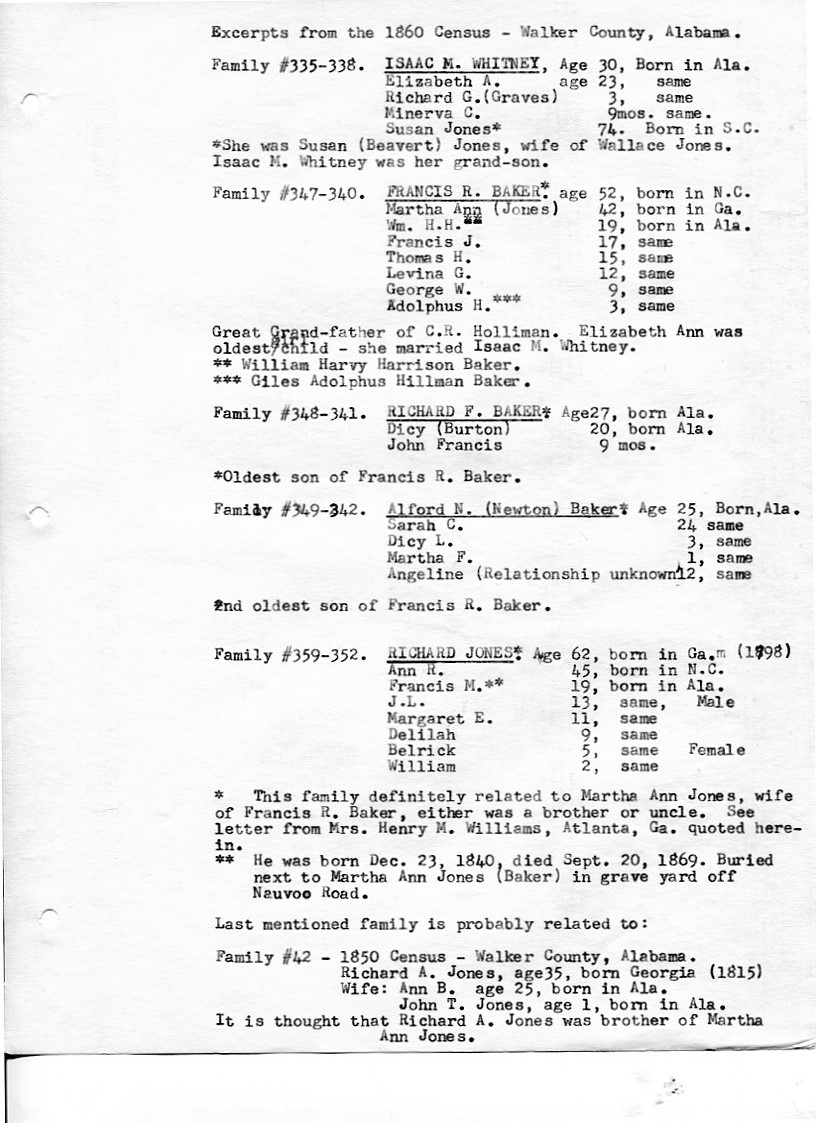 Excerpts from the 1860 Census - Walker County, Alabama.
Family #335-338. ISAAC M. WHITNEY, Age 30, Born in Ala.
Elizabeth A. age 23, same
Richard G.(Graves) 3, same
Minerva C. 9mos. same.
Susan Jones* 74. Born in S.C.
*She was Susan (Beavert) Jones, wife of Wallace Jones.
Isaac M. Whitney was her grand-son.
Family #347-340. FRANCIS R. BAKER* age 52, born in N.C.
Martha Ann (Jones) 42, born in Ga.
Wm. H.H.** 19, born in Ala.
Francis J. 17, same
Thomas H. 15, same
Levina G. 12, same
George W. 9, same
Adolphus H.*** 3, same
Great Grand-father of C.R. Holliman. Elizabeth Ann was
oldest/girl child - she married Isaac M. Whitney.
** William Harvy Harrison Baker.
*** Giles Adolphus Hillman Baker.
Family #348-341. RICHARD F. BAKER* Age27, born Ala.
Dicy (Burton) 20, born Ala.
John Francis 9 mos.
*Oldest son of Francis R. Baker.
Family #349-342. Alford N. (Newton) Baker* Age 25, Born,Ala.
Sarah C. 24 same
Dicy L. 3, same
Martha F. 1, same
Angeline (Relationship unknown 12, same
2nd oldest son of Francis R. Baker.
Family #359-352. RICHARD JONES* Age 62, born in Ga.m (1798)
Ann R. 45, born in N.C.
Francis M.** 19, born in Ala.
J.L. 13, same, Male
Margaret E. 11, same
Delilah 9, same
Belrick 5, same Female
William 2, same
* This family definitely related to Martha Ann Jones, wife
of Francis R. Baker, either was a brother or uncle. See
letter from Mrs. Henry M. Williams, Atlanta, Ga. quoted here-
in.
** He was born Dec. 23, 1840, died Sept. 20, 1869. Buried
next to Martha Ann Jones (Baker) in grave yard off
Nauvoo Road.
Last mentioned family is probably related to:
Family #42 - 1850 Census - Walker County, Alabama.
Richard A. Jones, age35, born Georgia (1815)
Wife: Ann B. age 25, born in Ala.
John T. Jones, age 1, born in Ala.
It is thought that Richard A. Jones was brother of Martha
Ann Jones.